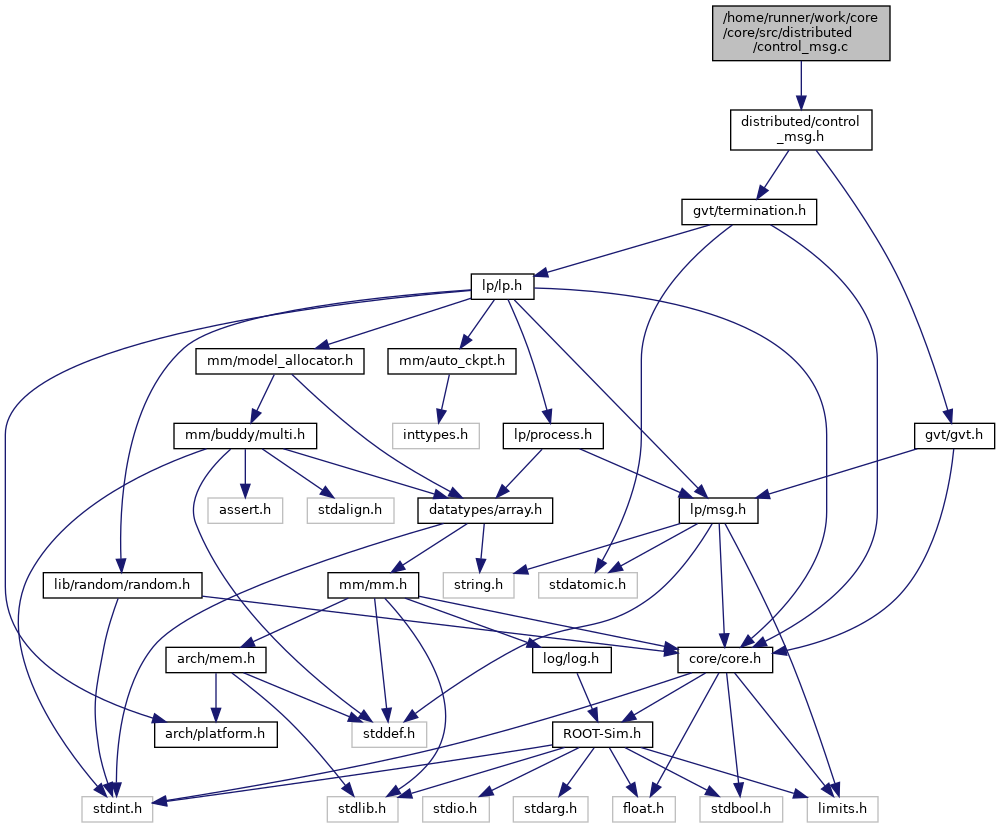 /home/runner/work/core
/core/src/distributed
/control_msg.c
distributed/control
_msg.h
gvt/termination.h
lp/lp.h
mm/model_allocator.h
mm/auto_ckpt.h
mm/buddy/multi.h
inttypes.h
lp/process.h
gvt/gvt.h
assert.h
stdalign.h
datatypes/array.h
lp/msg.h
lib/random/random.h
mm/mm.h
string.h
stdatomic.h
arch/mem.h
log/log.h
core/core.h
arch/platform.h
stddef.h
ROOT-Sim.h
stdint.h
stdlib.h
stdio.h
stdarg.h
float.h
stdbool.h
limits.h